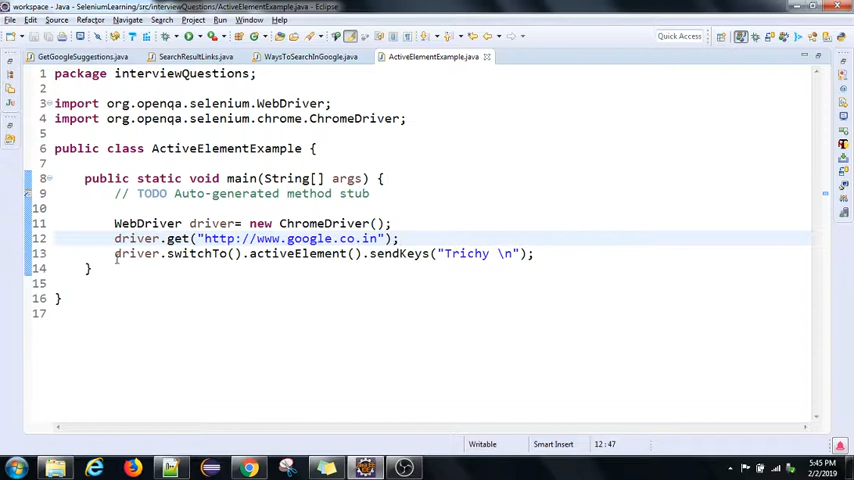 workspace - Java - SeleniumLearning/src/interviewQuestions/ActiveElementExample.java - Eclipse
File Edit Source Refactor Navigate Search Project Run Window Help
Quick Access
GetGoogleSuggestions.java SearchResultLinks.java WaysToSearchInGoogle.java ActiveElementExample.java
1 package interviewQuestions;
2
3 import org.openqa.selenium.WebDriver;
4 import org.openqa.selenium.chrome.ChromeDriver;
5
6 public class ActiveElementExample {
7
8 public static void main(String[] args) {
9 // TODO Auto-generated method stub
10
11 WebDriver driver= new ChromeDriver();
12 driver.get("http://www.google.co.in");
13 driver.switchTo().activeElement().sendKeys("Trichy \n");
14 }
15
16 }
17
Writable Smart Insert 12:47
5:45 PM
2/2/2019